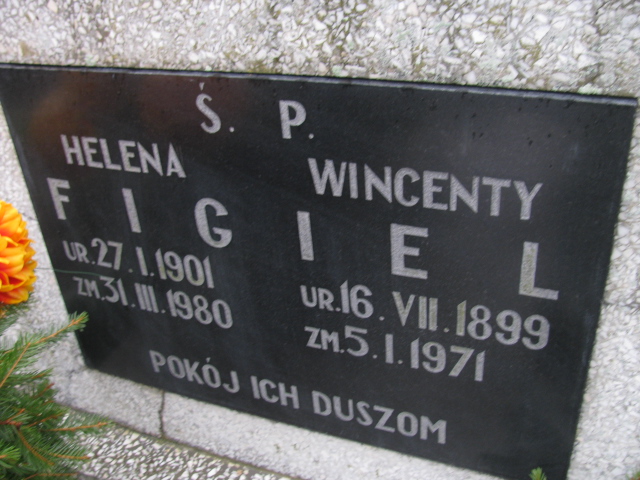 Ś. P.
HELENA WINCENTY
FIGIEL
UR.27.I.1901 UR.16.VII.1899
ZM.31.III.1980 ZM.5.I.1971
POKÓJ ICH DUSZOM